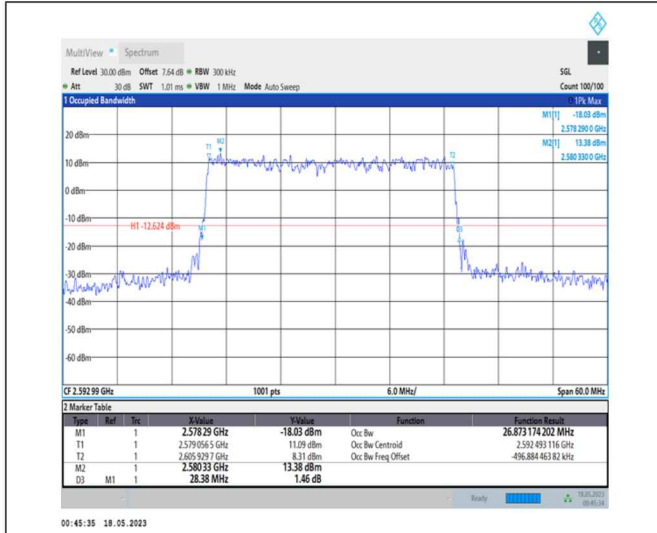 MultiView Spectrum
Ref Level 30.00 dBm Offset 7.64 dB RBW 300 kHz SGL
Att 30 dB SWT 1.01 ms VBW 1 MHz Mode Auto Sweep Count 100/100
1 Occupied Bandwidth 1Pk Max
M1[1] -18.03 dBm
2.578 290 0 GHz
M2[1] 13.38 dBm
2.580 330 0 GHz
20 dBm
T1 M2 T2
10 dBm
0 dBm
-10 dBm
H1 -12.624 dBm M1 D3
-30 dBm
-40 dBm
-50 dBm
-60 dBm
CF 2.592 99 GHz 1001 pts 6.0 MHz/ Span 60.0 MHz
2 Marker Table
Type Ref Trc X-Value Y-Value Function Function Result
M1 1 2.578 29 GHz -18.03 dBm Occ Bw 26.873 174 202 MHz
T1 1 2.579 056 5 GHz 11.09 dBm Occ Bw Centroid 2.592 493 116 GHz
T2 1 2.605 929 7 GHz 8.31 dBm Occ Bw Freq Offset -496.884 463 82 kHz
M2 1 2.580 33 GHz 13.38 dBm
D3 M1 1 28.38 MHz 1.46 dB
Ready 18.05.2023
00:45:34
00:45:35 18.05.2023